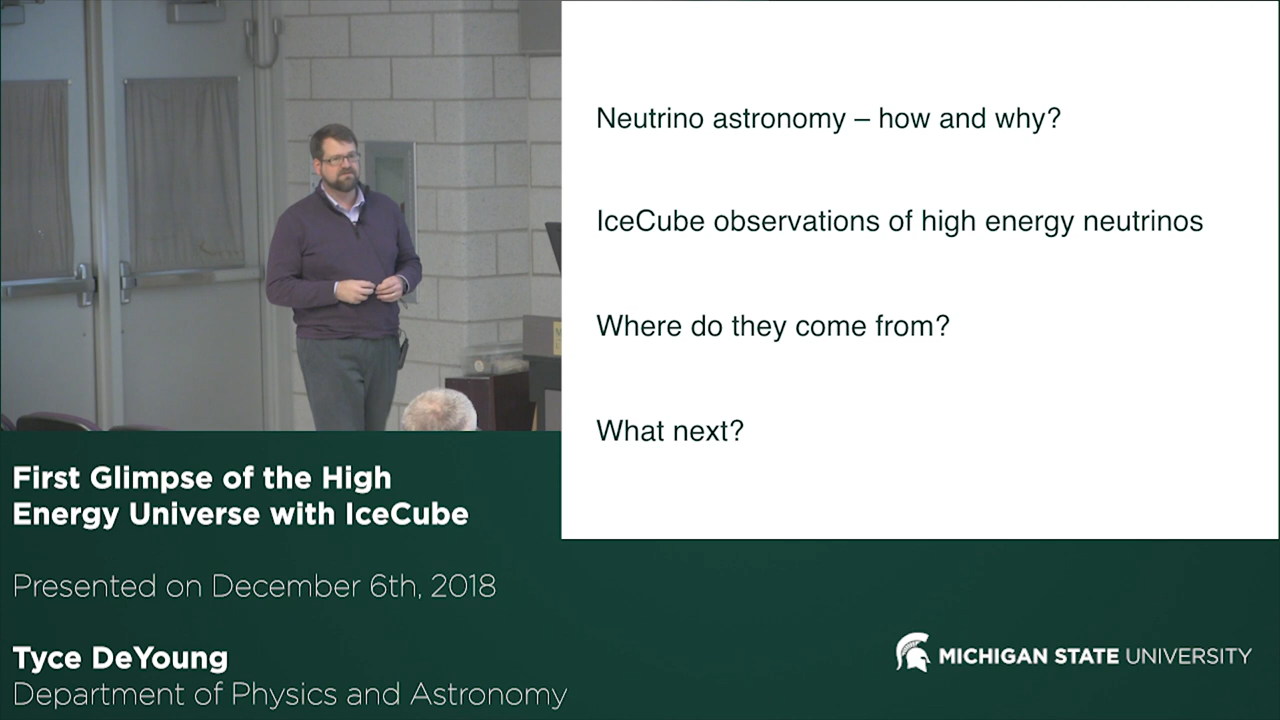 Neutrino astronomy – how and why?
IceCube observations of high energy neutrinos
Where do they come from?
What next?
First Glimpse of the High
Energy Universe with IceCube
Presented on December 6th, 2018
Tyce DeYoung
Department of Physics and Astronomy
MICHIGAN STATE UNIVERSITY